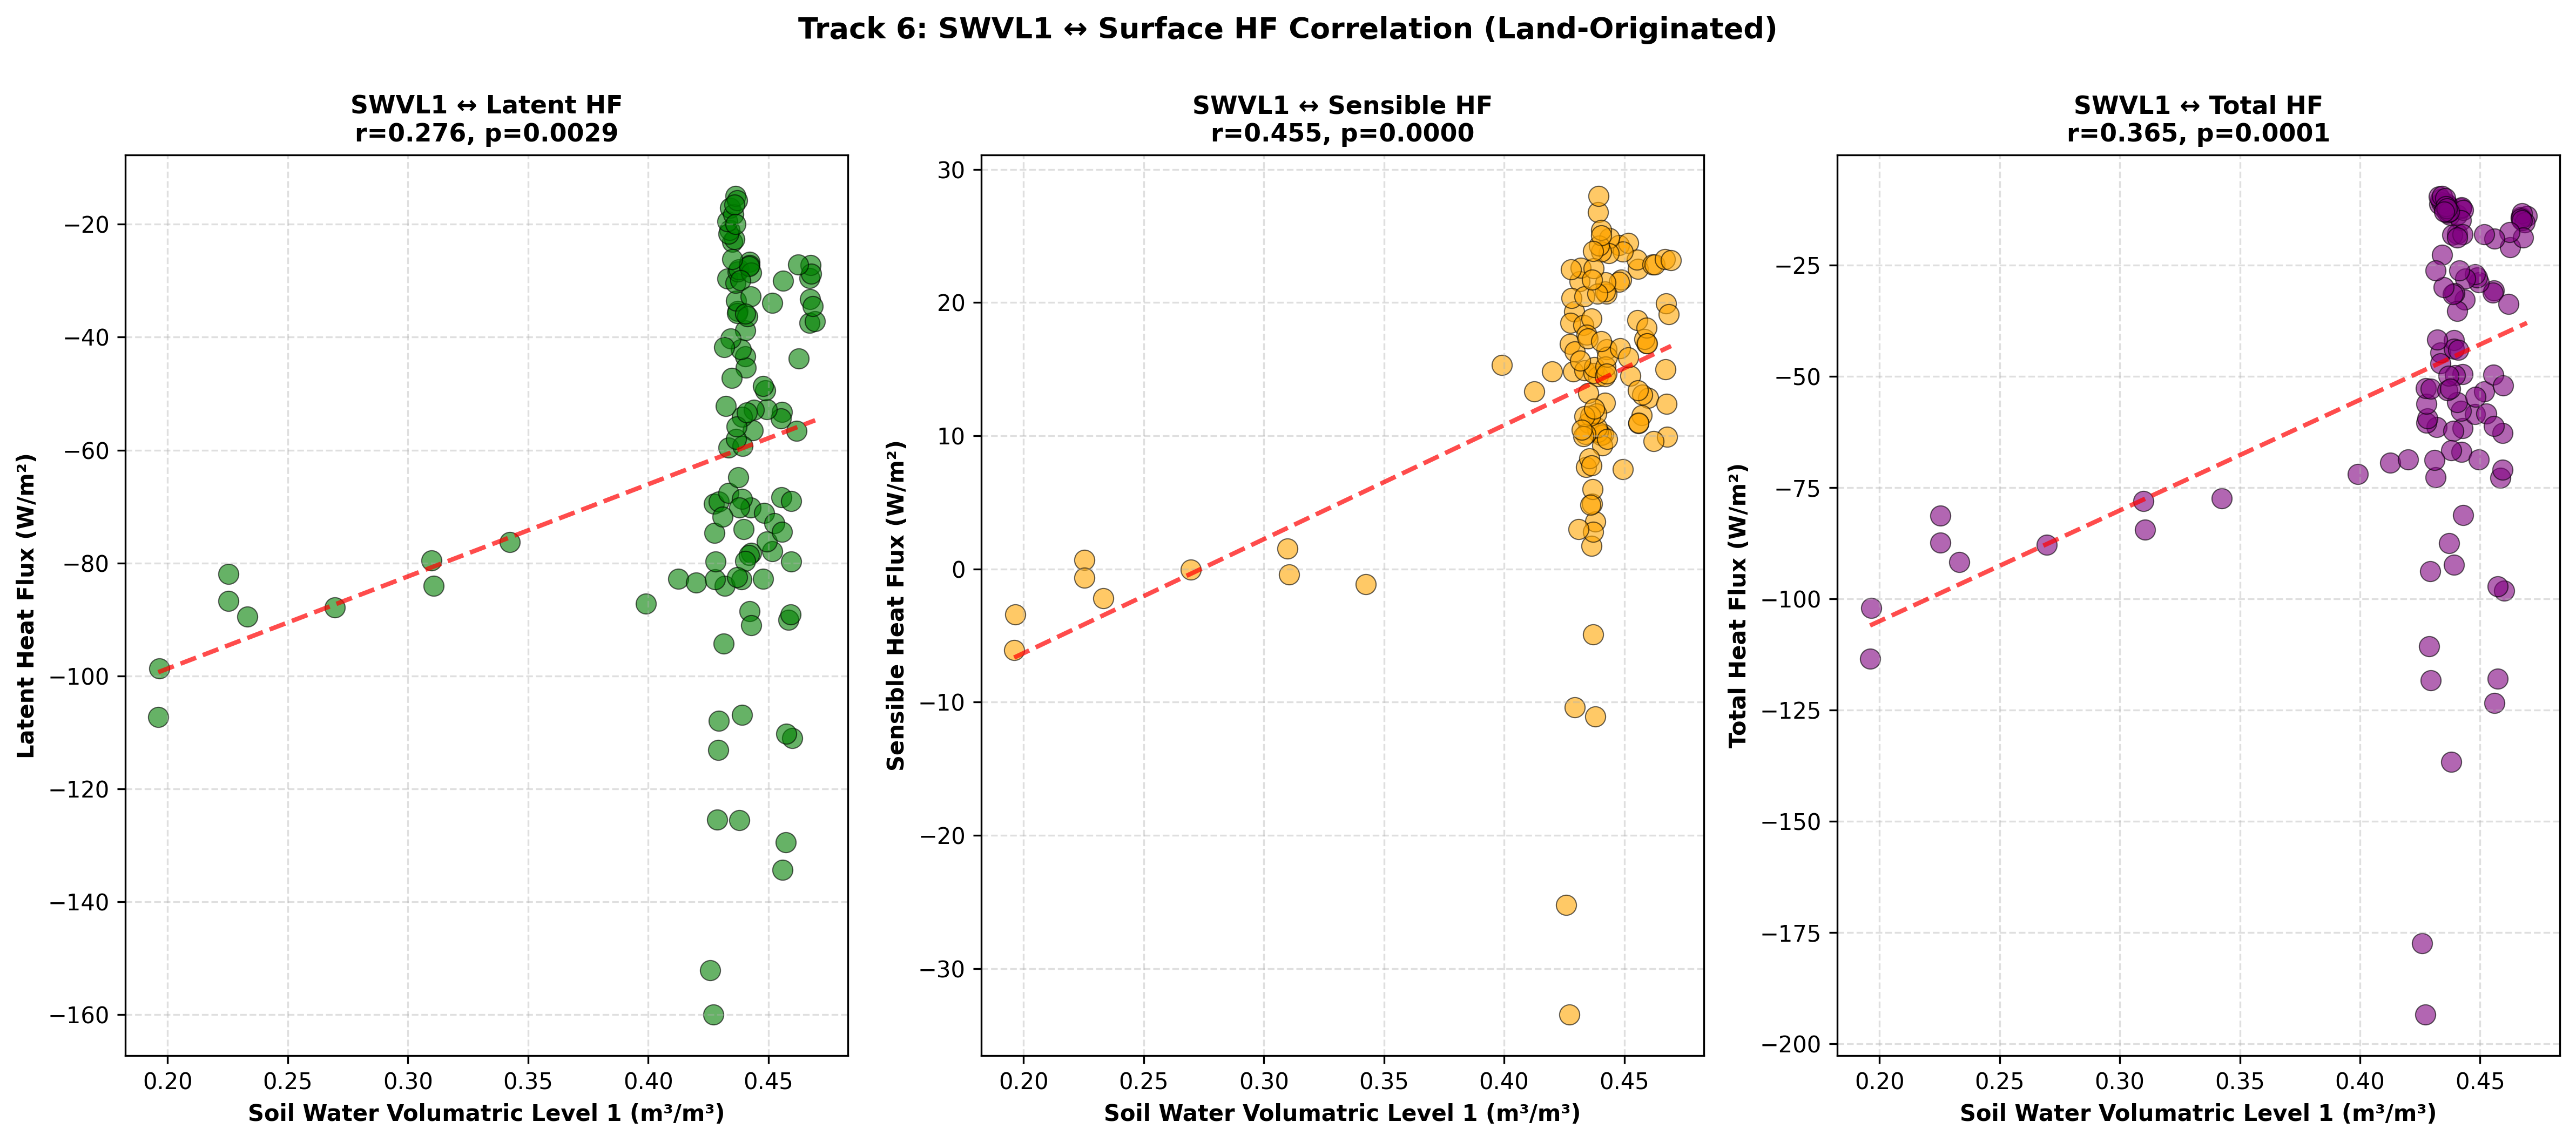 Track 6: SWVL1 ↔ Surface HF Correlation (Land-Originated)
SWVL1 ↔ Latent HF
r=0.276, p=0.0029
Latent Heat Flux (W/m²)
−20
−40
−60
−80
−100
−120
−140
−160
0.20 0.25 0.30 0.35 0.40 0.45
Soil Water Volumatric Level 1 (m³/m³)
SWVL1 ↔ Sensible HF
r=0.455, p=0.0000
Sensible Heat Flux (W/m²)
30
20
10
0
−10
−20
−30
0.20 0.25 0.30 0.35 0.40 0.45
Soil Water Volumatric Level 1 (m³/m³)
SWVL1 ↔ Total HF
r=0.365, p=0.0001
Total Heat Flux (W/m²)
−25
−50
−75
−100
−125
−150
−175
−200
0.20 0.25 0.30 0.35 0.40 0.45
Soil Water Volumatric Level 1 (m³/m³)